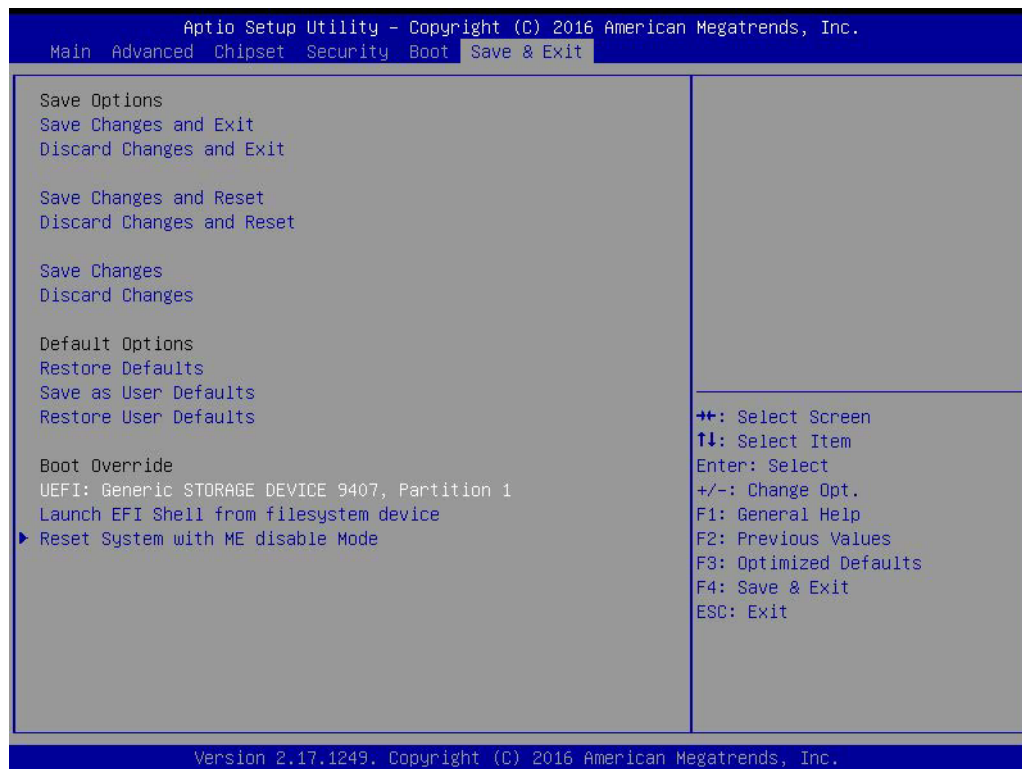 Aptio Setup Utility – Copyright (C) 2016 American Megatrends, Inc.
Main Advanced Chipset Security Boot Save & Exit
Save Options
Save Changes and Exit
Discard Changes and Exit
Save Changes and Reset
Discard Changes and Reset
Save Changes
Discard Changes
Default Options
Restore Defaults
Save as User Defaults
Restore User Defaults
Boot Override
UEFI: Generic STORAGE DEVICE 9407, Partition 1
Launch EFI Shell from filesystem device
Reset System with ME disable Mode
→←: Select Screen
↑↓: Select Item
Enter: Select
+/-: Change Opt.
F1: General Help
F2: Previous Values
F3: Optimized Defaults
F4: Save & Exit
ESC: Exit
Version 2.17.1249. Copyright (C) 2016 American Megatrends, Inc.